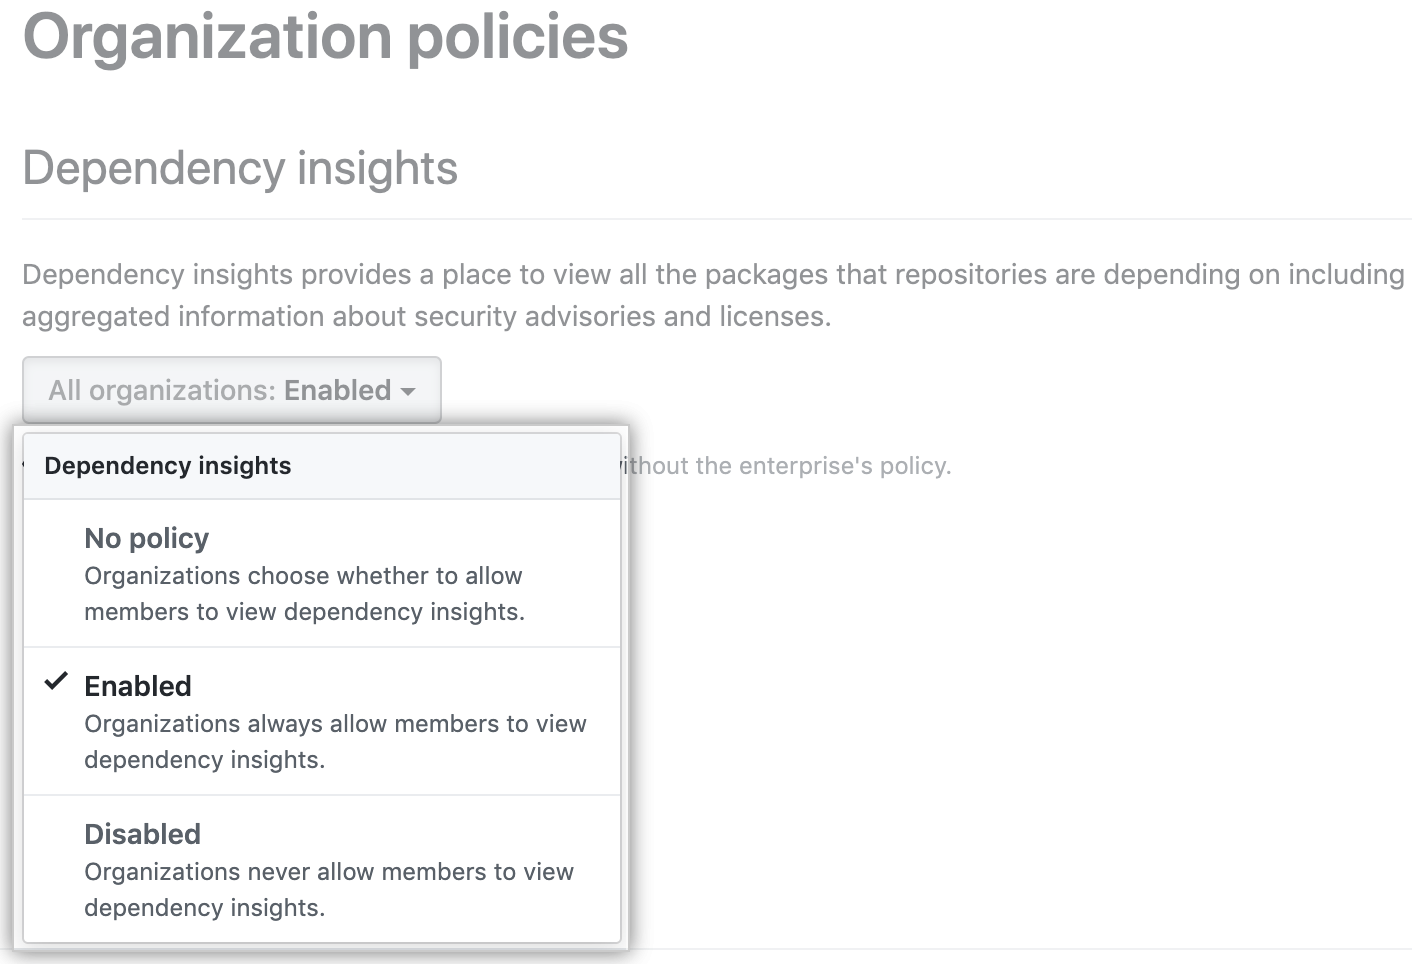 Organization policies
Dependency insights
Dependency insights provides a place to view all the packages that repositories are depending on including
aggregated information about security advisories and licenses.
All organizations: Enabled
Dependency insights
the enterprise's policy.
No policy
Organizations choose whether to allow
members to view dependency insights.
Enabled
Organizations always allow members to view
dependency insights.
Disabled
Organizations never allow members to view
dependency insights.